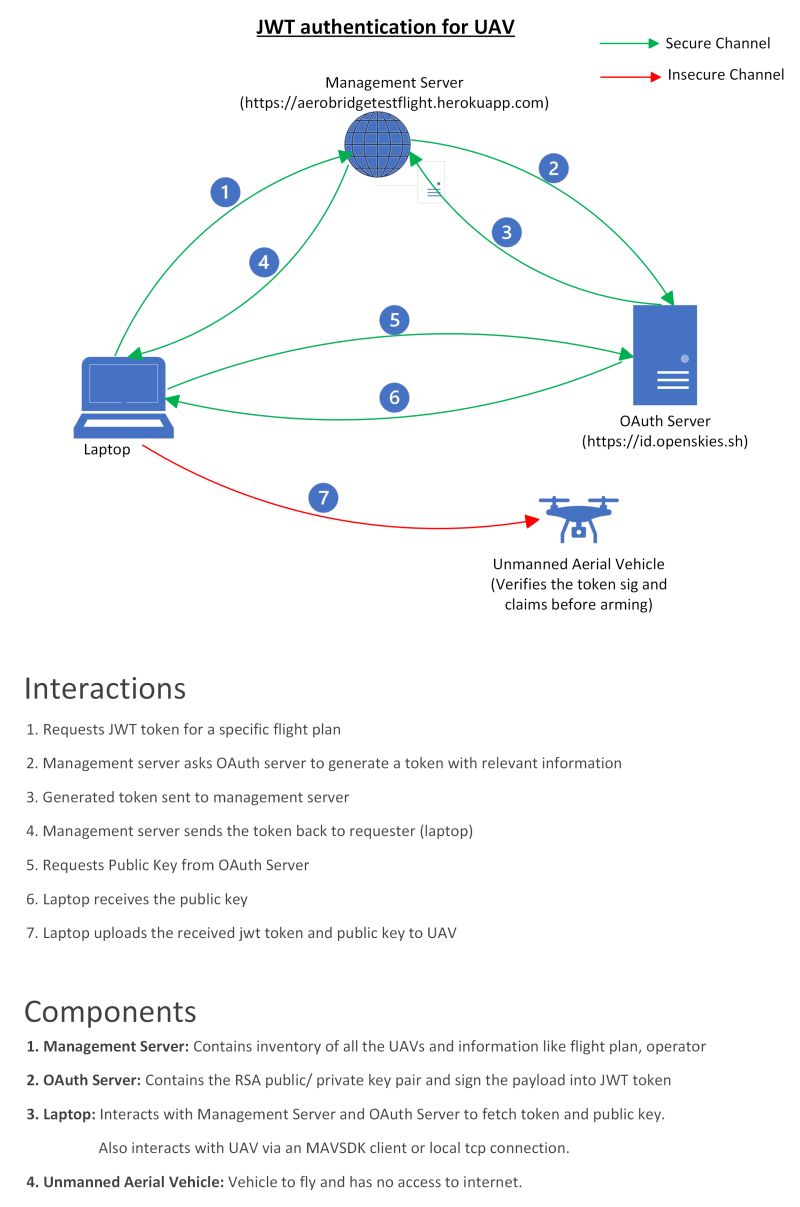 JWT authentication for UAV
Secure Channel
Insecure Channel
Management Server
(https://aerobridgetestflight.herokuapp.com)
1
2
3
4
5
6
OAuth Server
(https://id.openskies.sh)
Laptop
7
Unmanned Aerial Vehicle
(Verifies the token sig and
claims before arming)
Interactions
1. Requests JWT token for a specific flight plan
2. Management server asks OAuth server to generate a token with relevant information
3. Generated token sent to management server
4. Management server sends the token back to requester (laptop)
5. Requests Public Key from OAuth Server
6. Laptop receives the public key
7. Laptop uploads the received jwt token and public key to UAV
Components
1. Management Server: Contains inventory of all the UAVs and information like flight plan, operator
2. OAuth Server: Contains the RSA public/ private key pair and sign the payload into JWT token
3. Laptop: Interacts with Management Server and OAuth Server to fetch token and public key.
Also interacts with UAV via an MAVSDK client or local tcp connection.
4. Unmanned Aerial Vehicle: Vehicle to fly and has no access to internet.